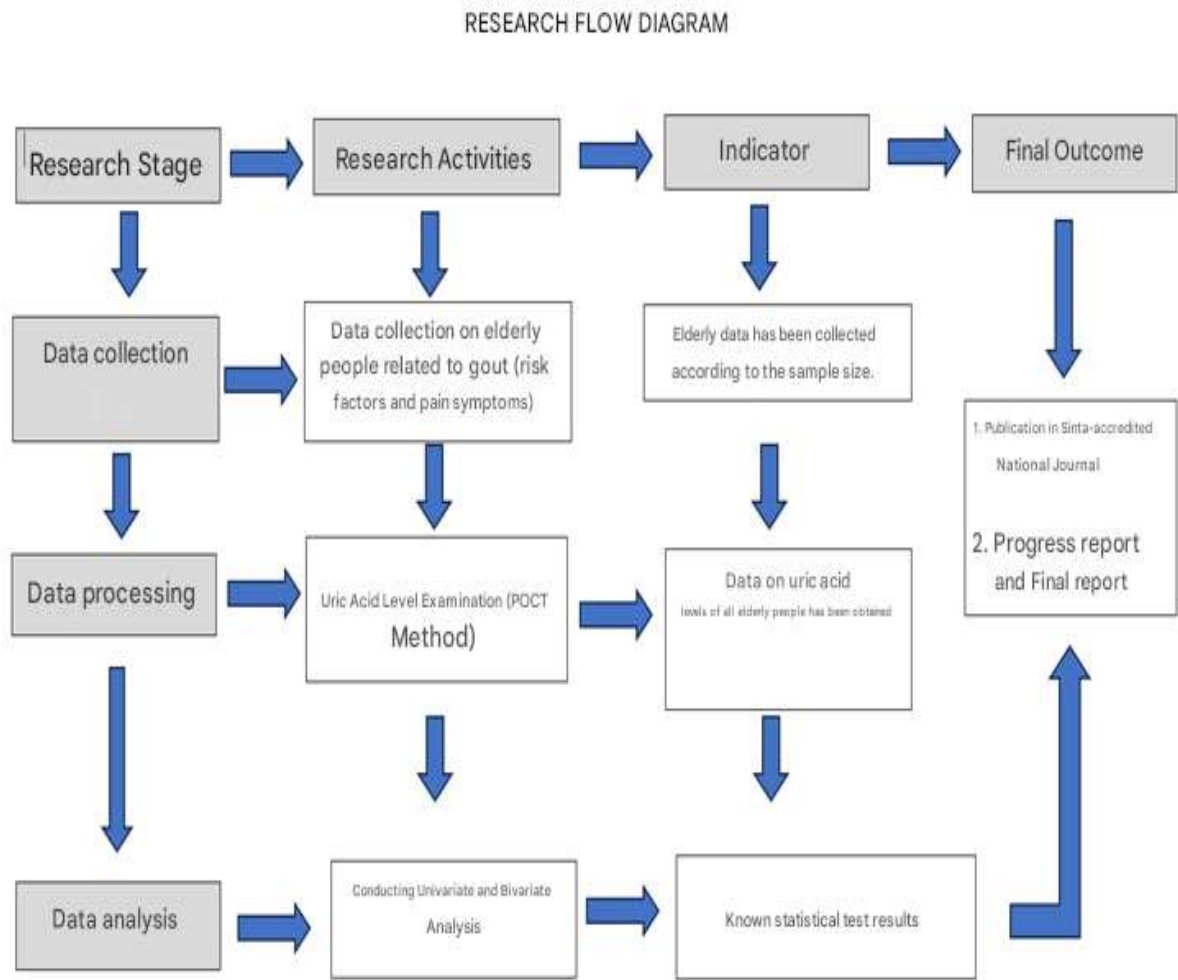 RESEARCH FLOW DIAGRAM
Research Stage
Research Activities
Indicator
Final Outcome
Data collection
Data collection on elderly
people related to gout (risk
factors and pain symptoms)
Elderly data has been collected
according to the sample size.
1. Publication in Sinta-accredited
National Journal
2. Progress report
and Final report
Data processing
Uric Acid Level Examination (POCT
Method)
Data on uric acid
levels of all elderly people has been obtained
Data analysis
Conducting Univariate and Bivariate
Analysis
Known statistical test results